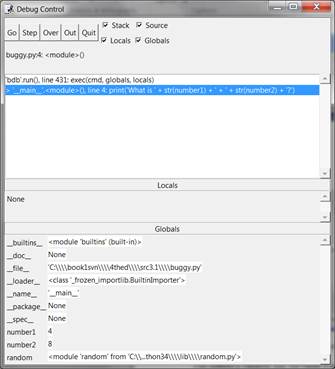 Debug Control
Go Step Over Out Quit
Stack Source
Locals Globals
buggy.py:4: <module>()
'bdb'.run(), line 431: exec(cmd, globals, locals)
> '__main__'.<module>(), line 4: print('What is ' + str(number1) + ' + ' + str(number2) + '?')
Locals
None
Globals
__builtins__ <module 'builtins' (built-in)>
__doc__ None
__file__ 'C:\\\\book1svn\\\\4thed\\\\src3.1\\\\buggy.py'
__loader__ <class '_frozen_importlib.BuiltinImporter'>
__name__ '__main__'
__package__ None
__spec__ None
number1 4
number2 8
random <module 'random' from 'C:\\...thon34\\\\lib\\\\random.py'>